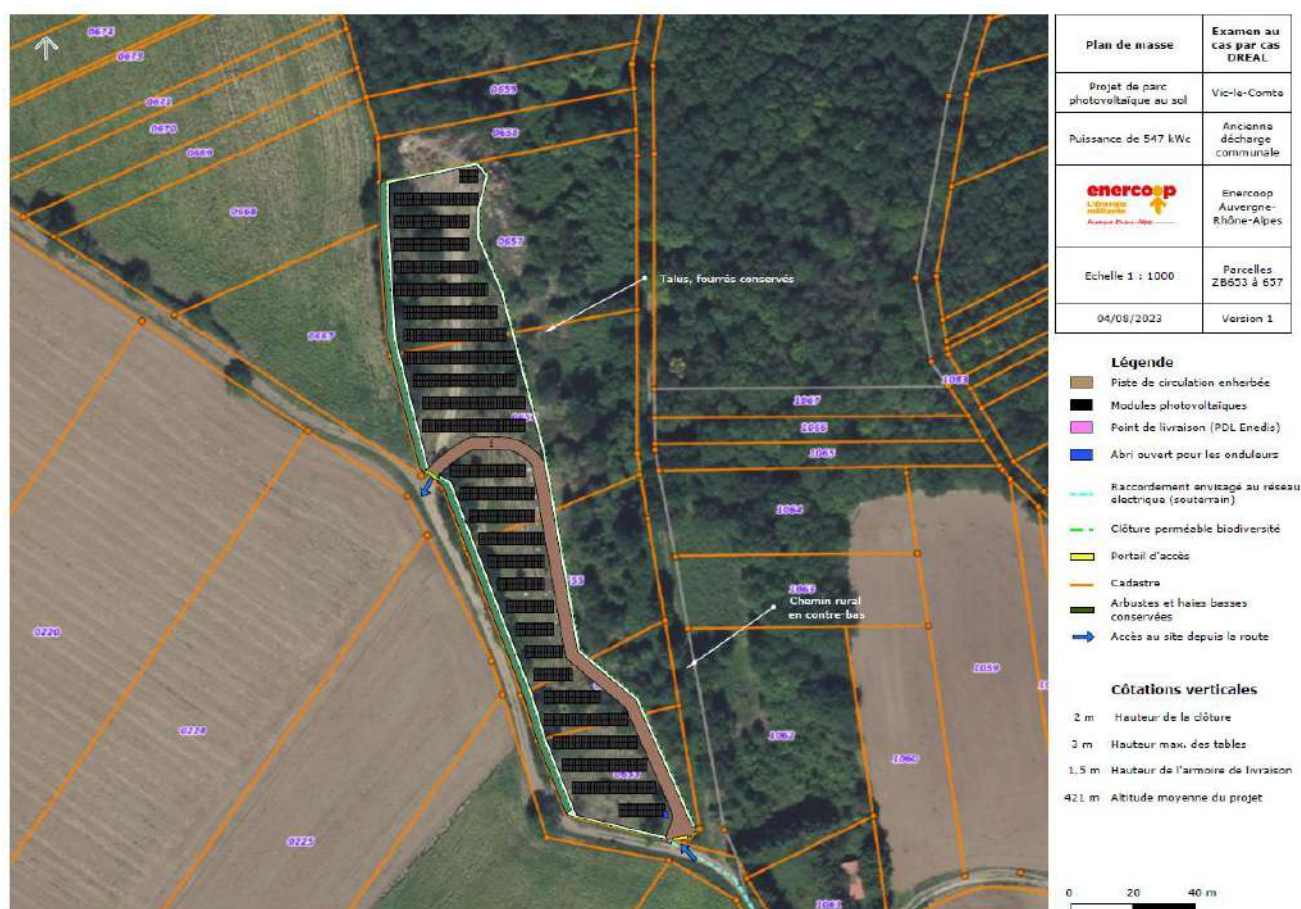 0674
0673
0671
0670
0669
0668
0667
0659
0658
0657
Talus, fourrés conservés
1083
1067
1066
1065
1064
1063
Chemin rural
en contre-bas
1062
1061
1060
1059
0220
0224
0225
Plan de masse
Examen au
cas par cas
DREAL
Projet de parc
photovoltaïque au sol
Vic-le-Comte
Puissance de 547 kWc
Ancienne
décharge
communale
enercoop
L'énergie
militante
Enercoop
Auvergne-
Rhône-Alpes
Echelle 1 : 1000
Parcelles
ZB653 à 657
04/08/2023
Version 1
Légende
Piste de circulation enherbée
Modules photovoltaïques
Point de livraison (PDL Enedis)
Abri ouvert pour les onduleurs
Raccordement envisagé au réseau
électrique (souterrain)
Clôture perméable biodiversité
Portail d'accès
Cadastre
Arbustes et haies basses
conservées
Accès au site depuis la route
Côtations verticales
2 m Hauteur de la clôture
3 m Hauteur max. des tables
1,5 m Hauteur de l'armoire de livraison
421 m Altitude moyenne du projet
0 20 40 m